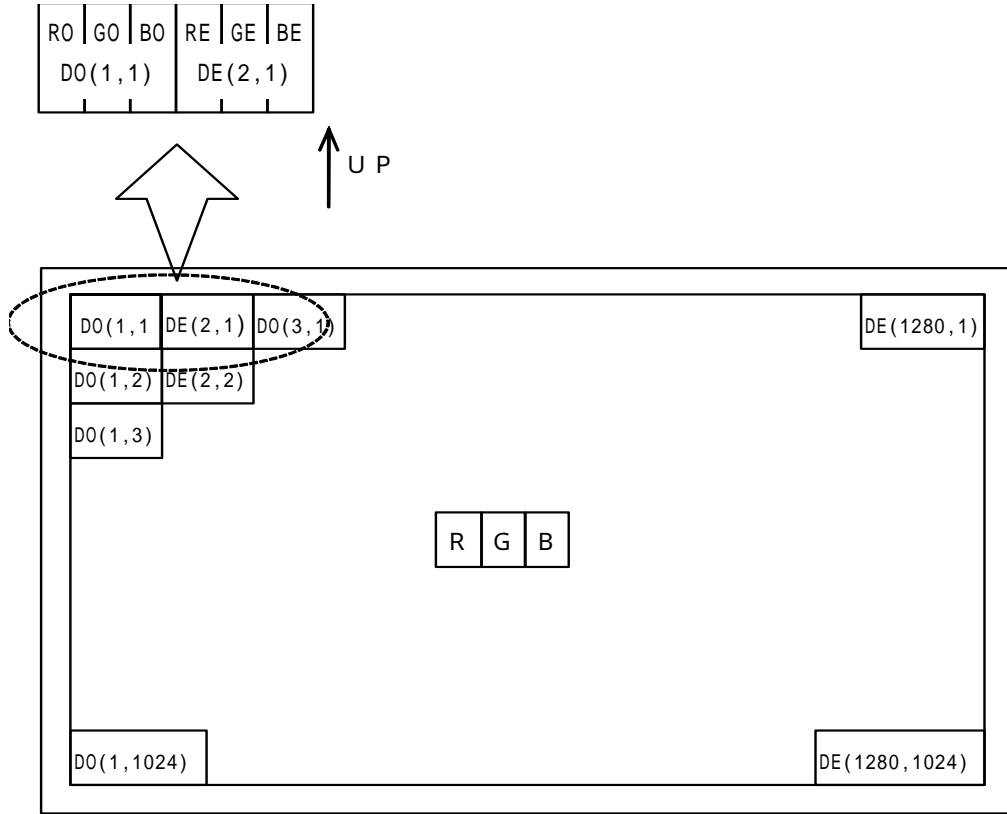 RO GO BO RE GE BE
DO(1,1) DE(2,1)
UP
DO(1,1 DE(2,1) DO(3,1) DE(1280,1)
DO(1,2) DE(2,2)
DO(1,3)
R G B
DO(1,1024) DE(1280,1024)